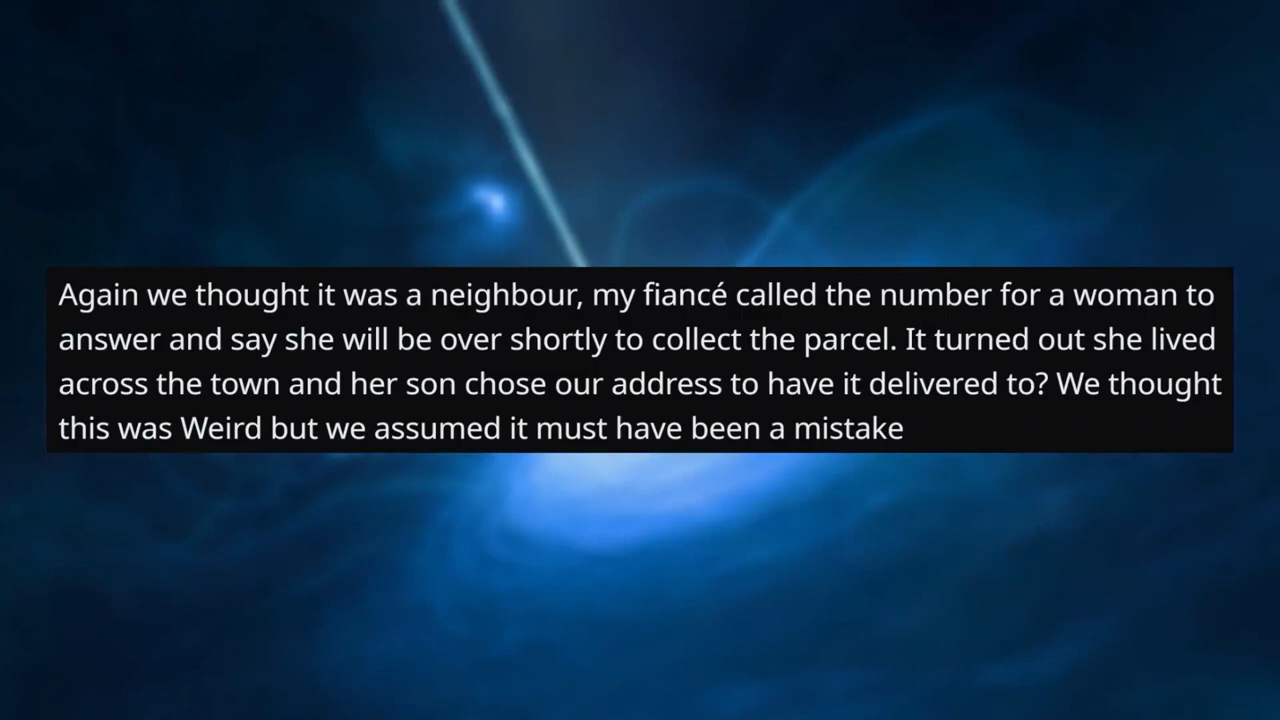 Again we thought it was a neighbour, my fiancé called the number for a woman to
answer and say she will be over shortly to collect the parcel. It turned out she lived
across the town and her son chose our address to have it delivered to? We thought
this was Weird but we assumed it must have been a mistake